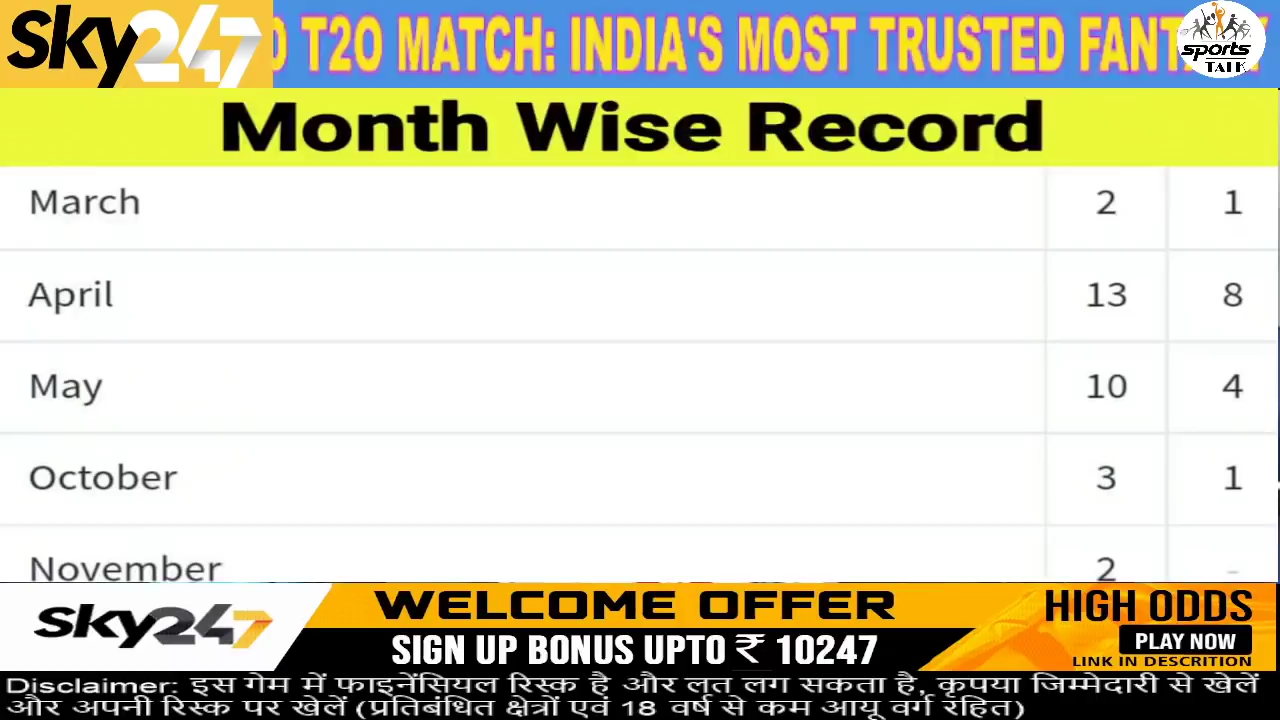 sky247 0 T20 MATCH: INDIA'S MOST TRUSTED
sports
TALK
Month Wise Record
March 2 1
April 13 8
May 10 4
October 3 1
November 2 -
sky247
WELCOME OFFER
SIGN UP BONUS UPTO ₹ 10247
HIGH ODDS
PLAY NOW
LINK IN DESCRITION
Disclaimer: इस गेम में फाइनेंसियल रिस्क है और लत लग सकता है, कृपया जिम्मेदारी से खेलें
और अपनी रिस्क पर खेलें (प्रतिबंधित क्षेत्रों एवं 18 वर्ष से कम आयू वर्ग रहित)